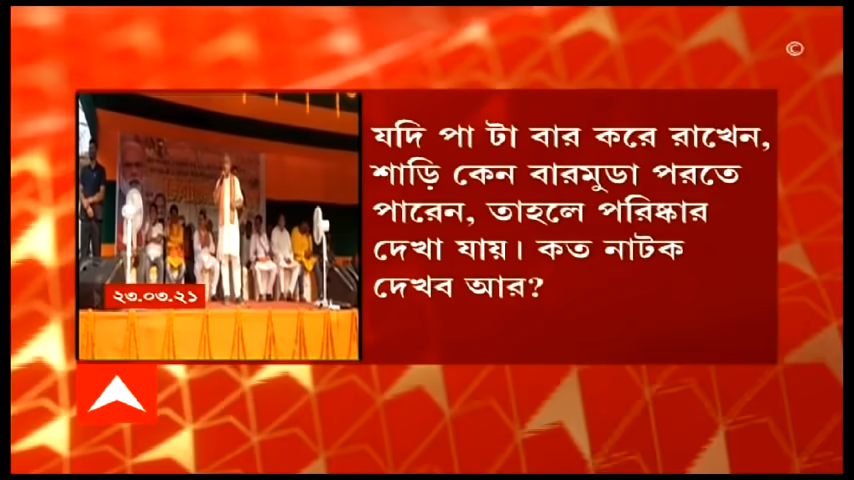 ©
যদি পা টা বার করে রাখেন,
শাড়ি কেন বারমুডা পরতে
পারেন, তাহলে পরিষ্কার
দেখা যায়। কত নাটক
দেখব আর?
২৩.০৩.২১